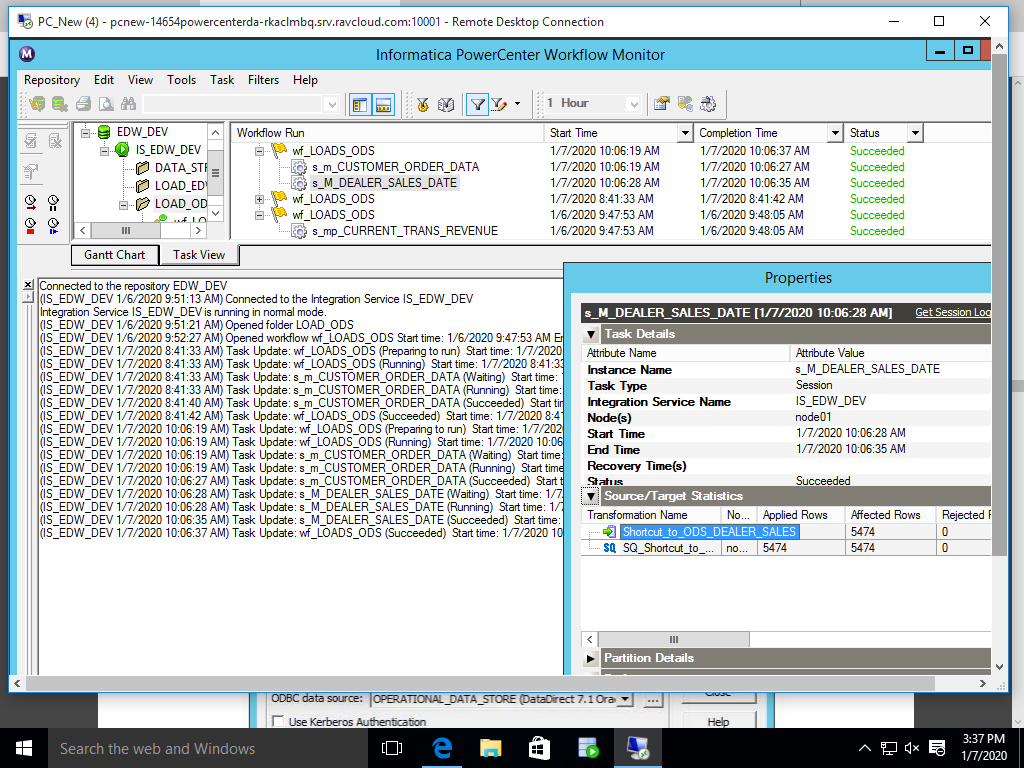 PC_New (4) - pcnew-14654powercenterda-rkaclmbq.srv.ravcloud.com:10001 - Remote Desktop Connection
M
Informatica PowerCenter Workflow Monitor
Repository Edit View Tools Task Filters Help
1 Hour
EDW_DEV
IS_EDW_DEV
DATA_STF
LOAD_EDV
LOAD_OD
Workflow Run Start Time Completion Time Status
wf_LOADS_ODS 1/7/2020 10:06:19 AM 1/7/2020 10:06:37 AM Succeeded
s_m_CUSTOMER_ORDER_DATA 1/7/2020 10:06:19 AM 1/7/2020 10:06:27 AM Succeeded
s_M_DEALER_SALES_DATE 1/7/2020 10:06:28 AM 1/7/2020 10:06:35 AM Succeeded
wf_LOADS_ODS 1/7/2020 8:41:33 AM 1/7/2020 8:41:42 AM Succeeded
wf_LOADS_ODS 1/6/2020 9:47:53 AM 1/6/2020 9:48:05 AM Succeeded
s_mp_CURRENT_TRANS_REVENUE 1/6/2020 9:47:53 AM 1/6/2020 9:48:05 AM Succeeded
Gantt Chart Task View
Connected to the repository EDW_DEV
(IS_EDW_DEV 1/6/2020 9:51:13 AM) Connected to the Integration Service IS_EDW_DEV
Integration Service IS_EDW_DEV is running in normal mode.
(IS_EDW_DEV 1/6/2020 9:51:21 AM) Opened folder LOAD_ODS
(IS_EDW_DEV 1/6/2020 9:52:27 AM) Opened workflow wf_LOADS_ODS Start time: 1/6/2020 9:47:53 AM En
(IS_EDW_DEV 1/7/2020 8:41:33 AM) Task Update: wf_LOADS_ODS (Preparing to run) Start time: 1/7/2020
(IS_EDW_DEV 1/7/2020 8:41:33 AM) Task Update: wf_LOADS_ODS (Running) Start time: 1/7/2020 8:41:33
(IS_EDW_DEV 1/7/2020 8:41:33 AM) Task Update: s_m_CUSTOMER_ORDER_DATA (Waiting) Start time:
(IS_EDW_DEV 1/7/2020 8:41:33 AM) Task Update: s_m_CUSTOMER_ORDER_DATA (Running) Start time:
(IS_EDW_DEV 1/7/2020 8:41:40 AM) Task Update: s_m_CUSTOMER_ORDER_DATA (Succeeded) Start time:
(IS_EDW_DEV 1/7/2020 8:41:42 AM) Task Update: wf_LOADS_ODS (Succeeded) Start time: 1/7/2020 8:41
(IS_EDW_DEV 1/7/2020 10:06:19 AM) Task Update: wf_LOADS_ODS (Preparing to run) Start time: 1/7/2020
(IS_EDW_DEV 1/7/2020 10:06:19 AM) Task Update: wf_LOADS_ODS (Running) Start time: 1/7/2020 10:06
(IS_EDW_DEV 1/7/2020 10:06:19 AM) Task Update: s_m_CUSTOMER_ORDER_DATA (Waiting) Start time:
(IS_EDW_DEV 1/7/2020 10:06:19 AM) Task Update: s_m_CUSTOMER_ORDER_DATA (Running) Start time:
(IS_EDW_DEV 1/7/2020 10:06:27 AM) Task Update: s_m_CUSTOMER_ORDER_DATA (Succeeded) Start time:
(IS_EDW_DEV 1/7/2020 10:06:28 AM) Task Update: s_M_DEALER_SALES_DATE (Waiting) Start time: 1/7
(IS_EDW_DEV 1/7/2020 10:06:28 AM) Task Update: s_M_DEALER_SALES_DATE (Running) Start time: 1/7
(IS_EDW_DEV 1/7/2020 10:06:35 AM) Task Update: s_M_DEALER_SALES_DATE (Succeeded) Start time:
(IS_EDW_DEV 1/7/2020 10:06:37 AM) Task Update: wf_LOADS_ODS (Succeeded) Start time: 1/7/2020 10
Properties
s_M_DEALER_SALES_DATE [1/7/2020 10:06:28 AM] Get Session Log
Task Details
Attribute Name Attribute Value
Instance Name s_M_DEALER_SALES_DATE
Task Type Session
Integration Service Name IS_EDW_DEV
Node(s) node01
Start Time 1/7/2020 10:06:28 AM
End Time 1/7/2020 10:06:35 AM
Recovery Time(s)
Status Succeeded
Source/Target Statistics
Transformation Name No... Applied Rows Affected Rows Rejected R
Shortcut_to_ODS_DEALER_SALES 5474 0
SQ SQ_Shortcut_to_... no... 5474 5474 0
Partition Details
ODBC data source: OPERATIONAL_DATA_STORE (DataDirect 7.1 Orac ... Close
Use Kerberos Authentication Help
Search the web and Windows
3:37 PM
1/7/2020